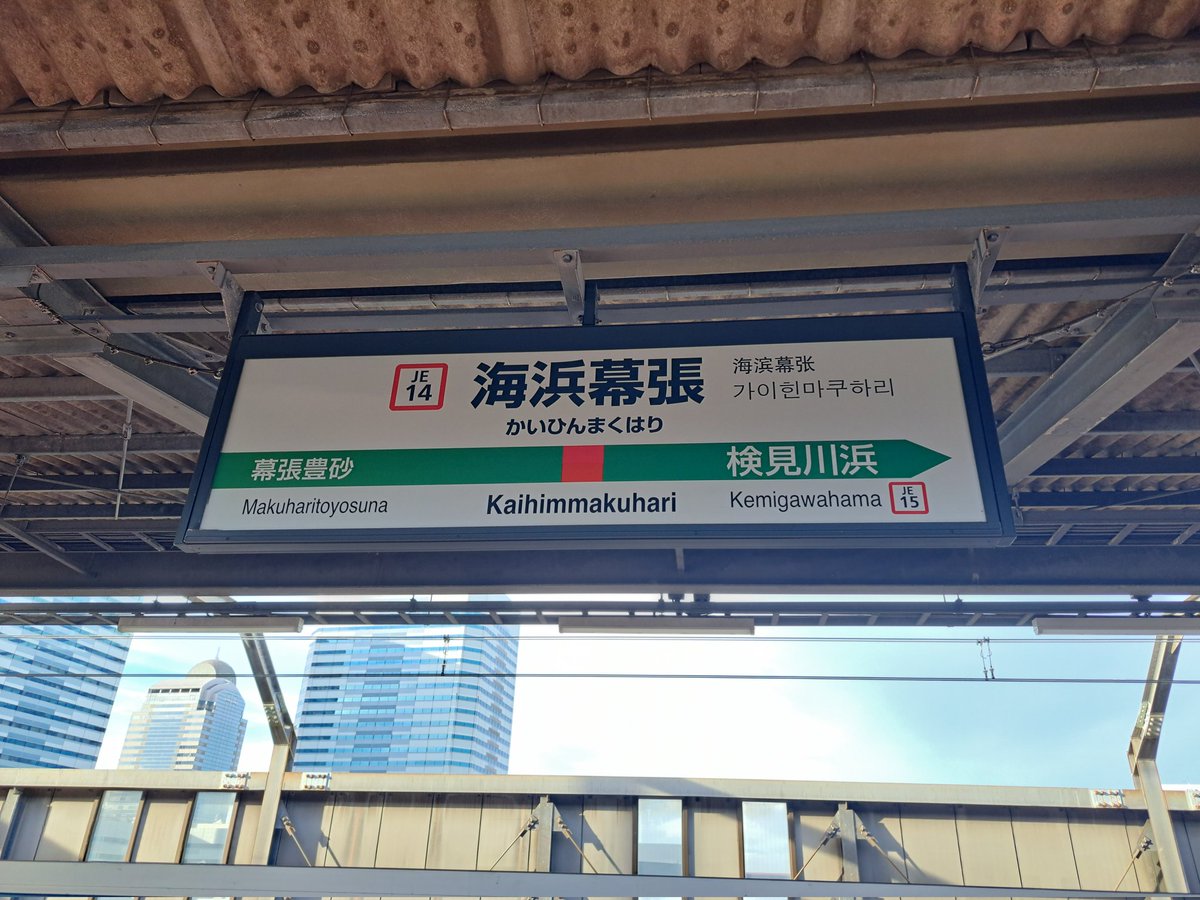 JE
14
海浜幕張
海滨幕张
가이힌마쿠하리
かいひんまくはり
幕張豊砂
検見川浜
Makuharitoyosuna
Kaihimmakuhari
Kemigawahama
JE
15